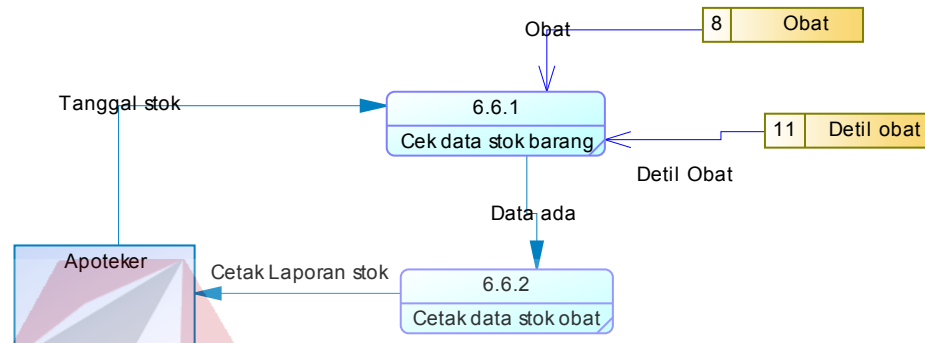 Obat
8 Obat
Tanggal stok
6.6.1
Cek data stok barang
11 Detil obat
Detil Obat
Data ada
Apoteker
Cetak Laporan stok
6.6.2
Cetak data stok obat